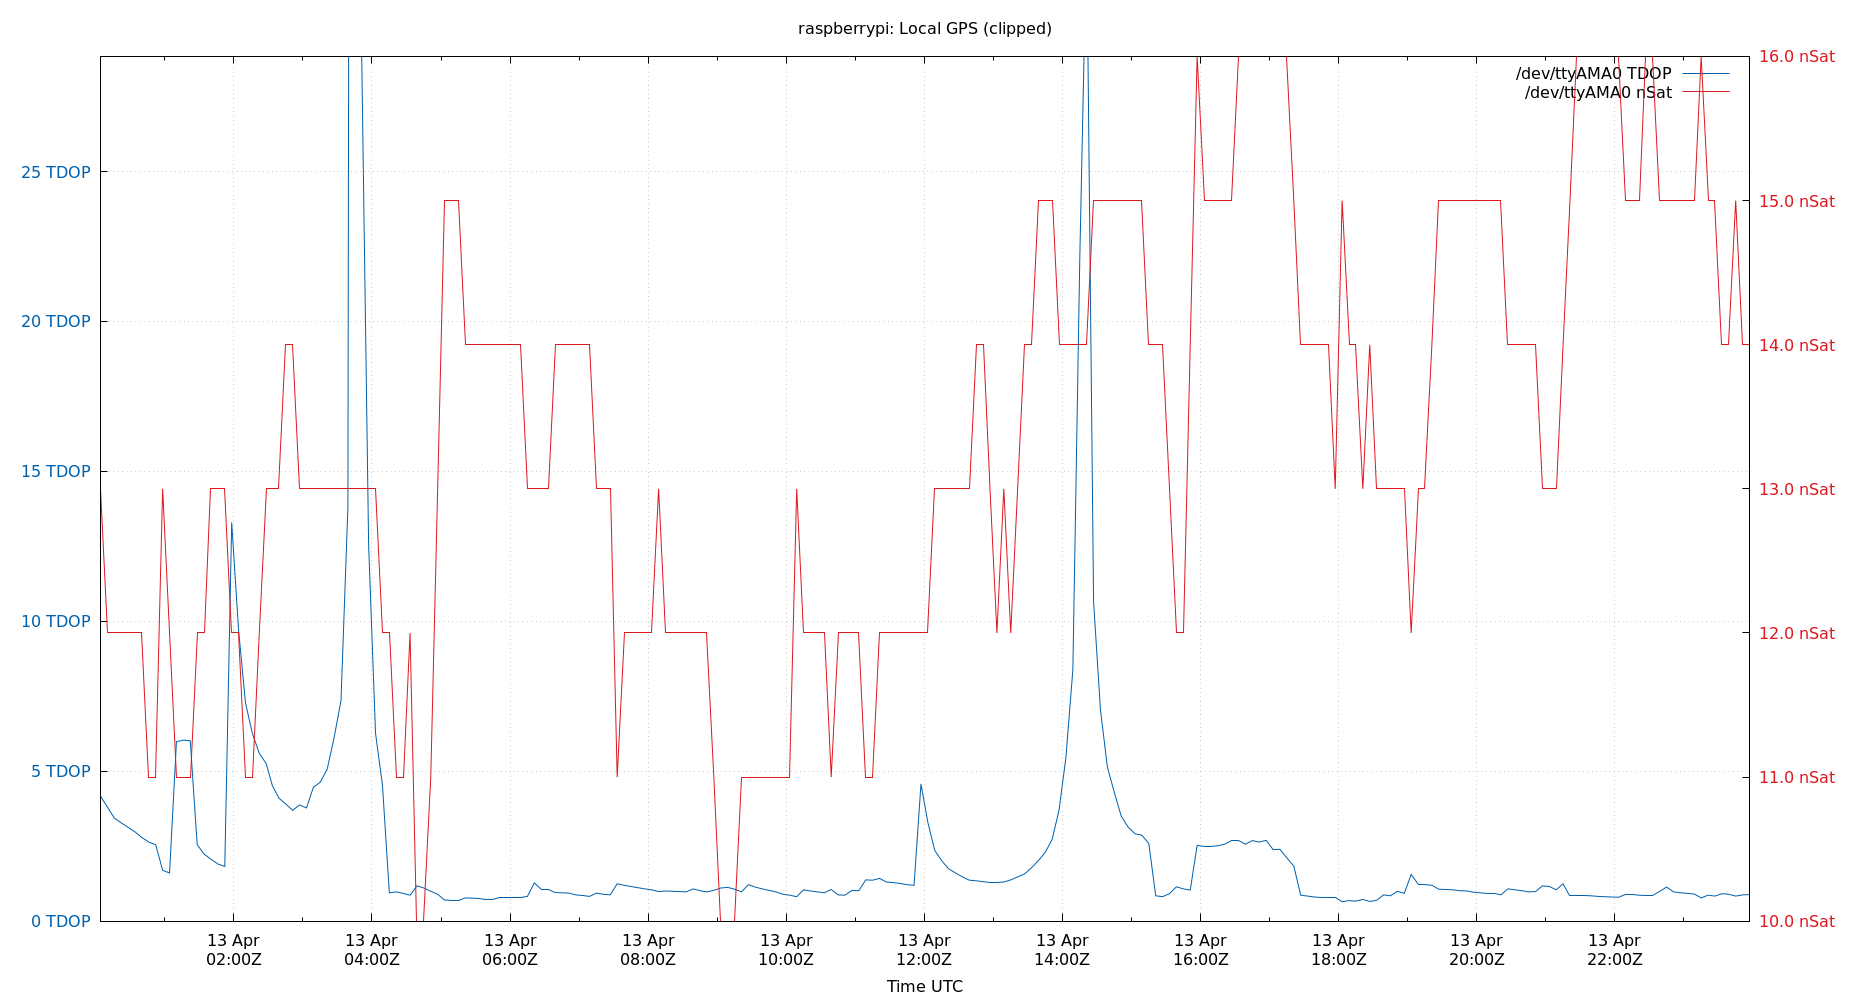 raspberrypi: Local GPS (clipped)
/dev/ttyAMA0 TDOP
/dev/ttyAMA0 nSat
25 TDOP
20 TDOP
15 TDOP
10 TDOP
5 TDOP
0 TDOP
16.0 nSat
15.0 nSat
14.0 nSat
13.0 nSat
12.0 nSat
11.0 nSat
10.0 nSat
13 Apr
02:00Z
13 Apr
04:00Z
13 Apr
06:00Z
13 Apr
08:00Z
13 Apr
10:00Z
13 Apr
12:00Z
13 Apr
14:00Z
13 Apr
16:00Z
13 Apr
18:00Z
13 Apr
20:00Z
13 Apr
22:00Z
Time UTC